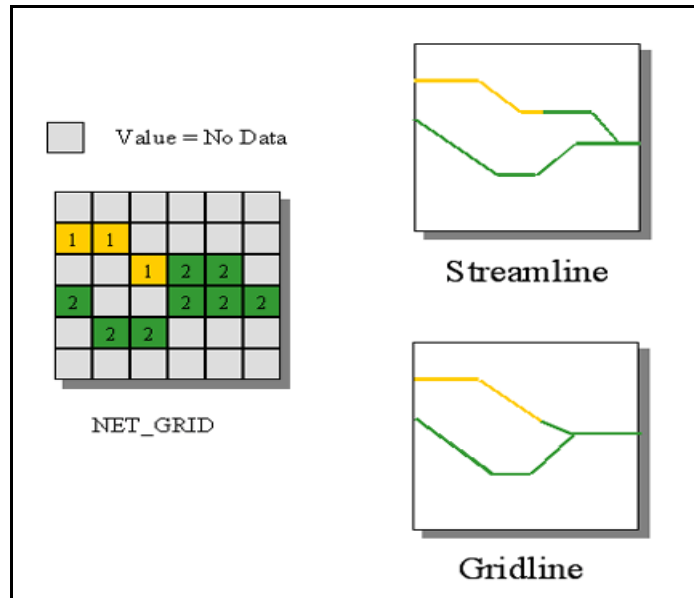 Value = No Data
1 1
1 2 2
2 2 2 2
2 2
NET_GRID
Streamline
Gridline